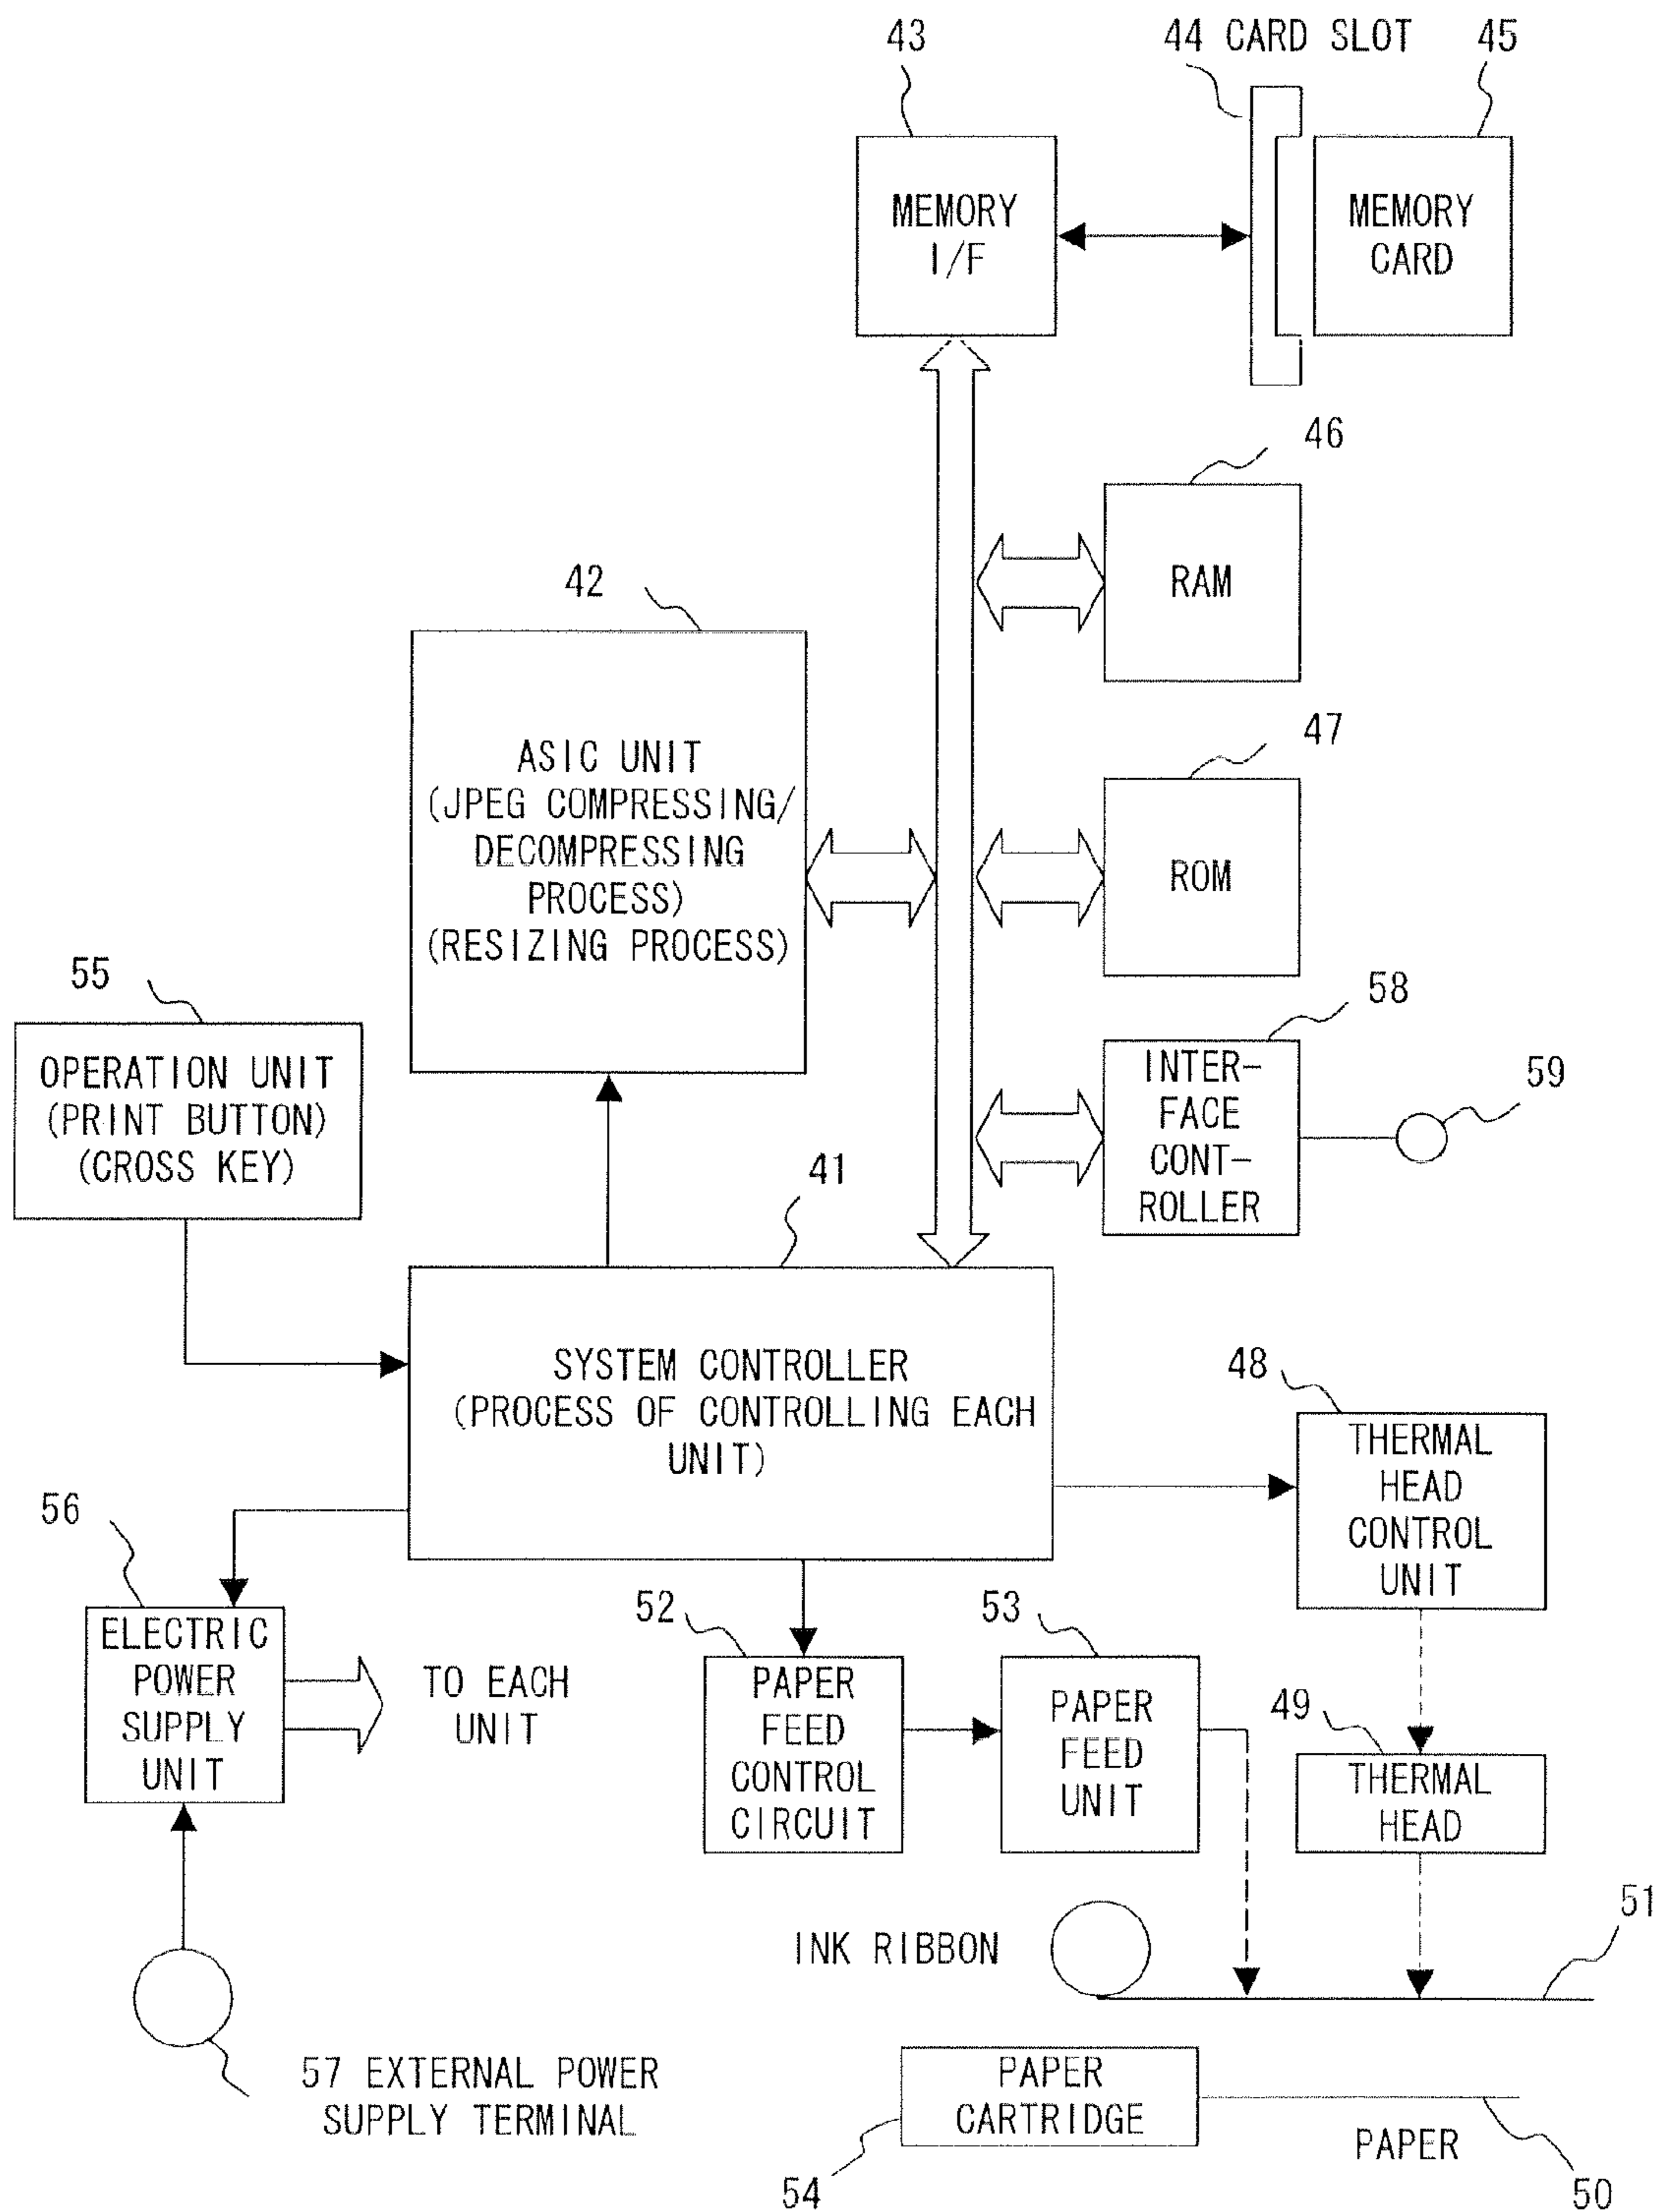 43
44 CARD SLOT
45
MEMORY
I/F
MEMORY
CARD
46
RAM
42
ASIC UNIT
(JPEG COMPRESSING/
DECOMPRESSING
PROCESS)
(RESIZING PROCESS)
47
ROM
55
OPERATION UNIT
(PRINT BUTTON)
(CROSS KEY)
58
INTER-
FACE
CONT-
ROLLER
59
41
SYSTEM CONTROLLER
(PROCESS OF CONTROLLING EACH
UNIT)
48
THERMAL
HEAD
CONTROL
UNIT
56
ELECTRIC
POWER
SUPPLY
UNIT
TO EACH
UNIT
52
PAPER
FEED
CONTROL
CIRCUIT
53
PAPER
FEED
UNIT
49
THERMAL
HEAD
INK RIBBON
51
57 EXTERNAL POWER
SUPPLY TERMINAL
PAPER
CARTRIDGE
54
PAPER
50